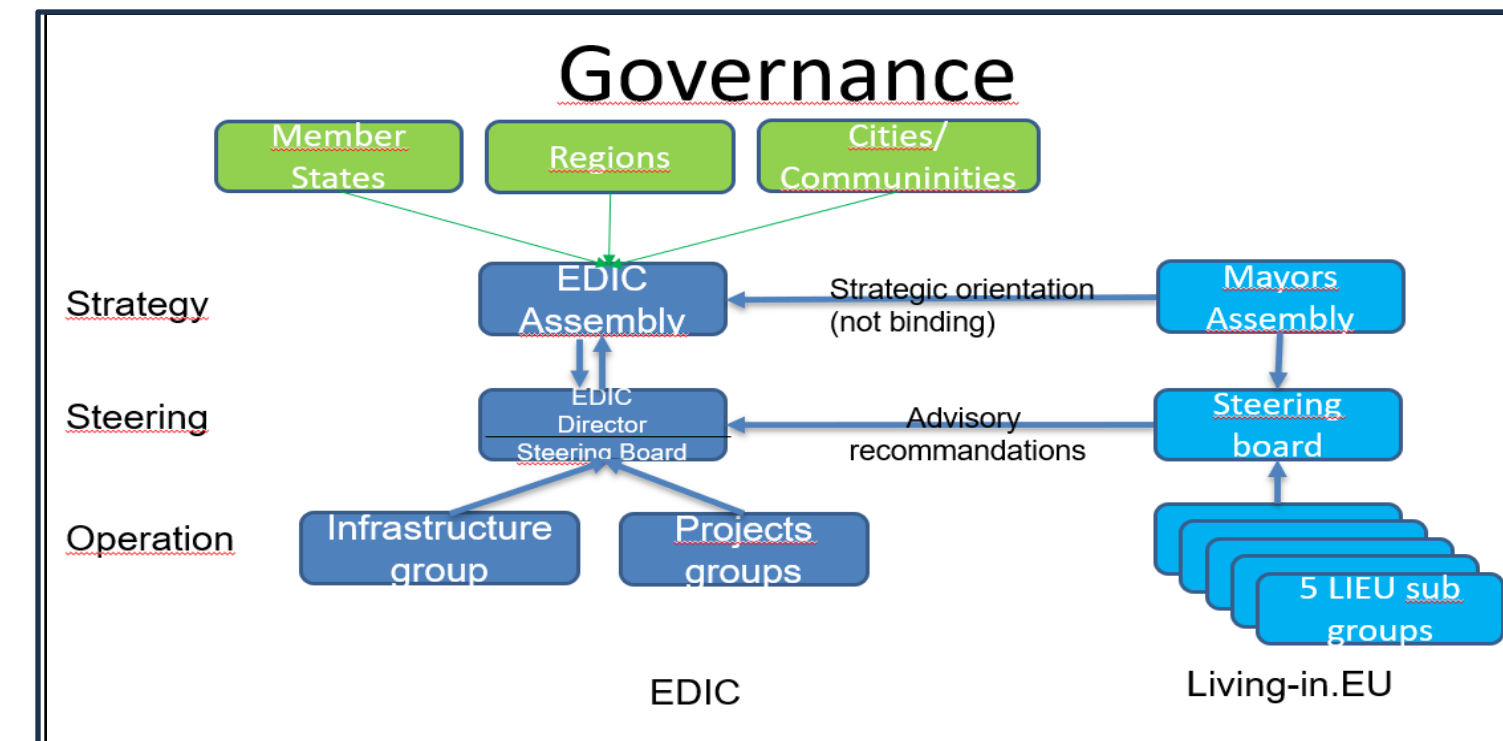 Governance
Member
States
Regions
Cities/
Communinities
Strategy
EDIC
Assembly
Strategic orientation
(not binding)
Mayors
Assembly
Steering
EDIC
Director
Steering Board
Advisory
recommandations
Steering
board
Operation
Infrastructure
group
Projects
groups
5 LIEU sub
groups
EDIC
Living-in.EU